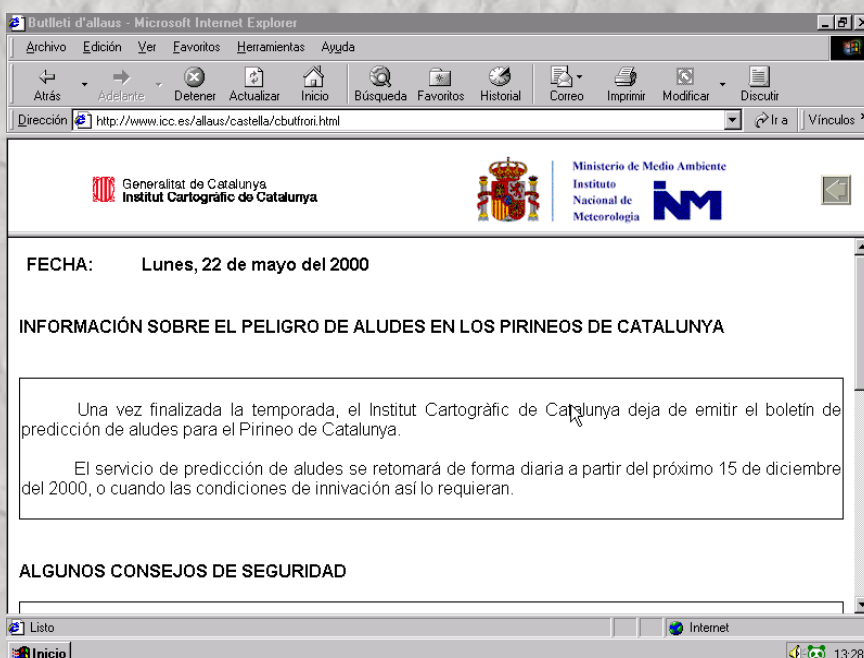 Butlleti d'allaus - Microsoft Internet Explorer
Archivo Edición Ver Favoritos Herramientas Ayuda
Atrás Adelante Detener Actualizar Inicio Búsqueda Favoritos Historial Correo Imprimir Modificar Discutir
Dirección http://www.icc.es/allaus/castella/cbutfrori.html Ir a Vínculos »
Generalitat de Catalunya
Institut Cartogràfic de Catalunya
Ministerio de Medio Ambiente
Instituto
Nacional de
Meteorología
INM
FECHA: Lunes, 22 de mayo del 2000
INFORMACIÓN SOBRE EL PELIGRO DE ALUDES EN LOS PIRINEOS DE CATALUNYA
Una vez finalizada la temporada, el Institut Cartogràfic de Catalunya deja de emitir el boletín de
predicción de aludes para el Pirineo de Catalunya.
El servicio de predicción de aludes se retomará de forma diaria a partir del próximo 15 de diciembre
del 2000, o cuando las condiciones de innivación así lo requieran.
ALGUNOS CONSEJOS DE SEGURIDAD
Listo Internet
Inicio 13:28